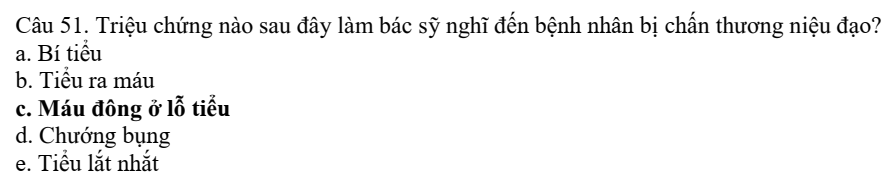 Câu 51. Triệu chứng nào sau đây làm bác sỹ nghĩ đến bệnh nhân bị chấn thương niệu đạo?
a. Bí tiểu
b. Tiểu ra máu
c. Máu đông ở lỗ tiểu
d. Chướng bụng
e. Tiểu lắt nhắt